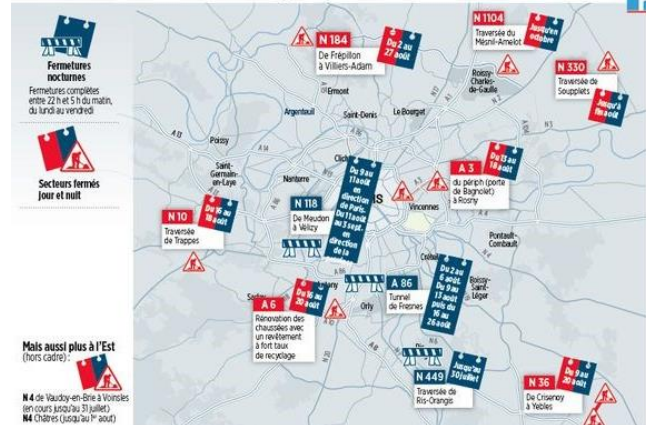 Fermetures
nocturnes
Fermetures complètes
entre 22 h et 5 h du matin,
du lundi au vendredi
Secteurs fermés
jour et nuit
Mais aussi plus à l'Est
(hors cadre) :
N4 de Vaudoy-en-Brie à Voinsles
(en cours jusqu'au 31 juillet)
N4 Châtres (jusqu'au 1er aout)
N 184
De Frépillon
à Villiers-Adam
Du 2 au
27 août
N 1104
Traversée du
Mesnil-Amelot
Jusqu'en
octobre
N 330
Traversée de
Soupplets
Jusqu'à
fin août
Roissy-
Charles-
de-Gaulle
Ermont
Argenteuil
Saint-Denis
Le Bourget
A 15
Poissy
A 14
Saint-
Germain-
en-Laye
Nanterre
Clich
N 10
Traversée
de Trappes
Du 16 au
18 août
N 118
De Meudon
à Vélizy
Du 9 au
11 août
en
direction
de Paris.
Du 11 août
au 3 sept.
en
direction
de la
S
A 3
du périph (porte
de Bagnolet)
à Rosny
Du 13 au
18 août
Vincennes
Pontault-
Combault
Créteil
Boissy-
Saint-
Léger
A 86
Tunnel
de Fresnes
Du 2 au
6 août.
Du 9 au
13 août
puis du
16 au
26 août
Orly
A6
Rénovation des
chaussées avec
un revêtement
à fort taux
de recyclage
Du 16 au
20 août
N6
N 449
Traversée de
Ris-Orangis
Jusqu'au
30 juillet
N 36
De Crisenoy
à Yebles
Du 9 au
20 août